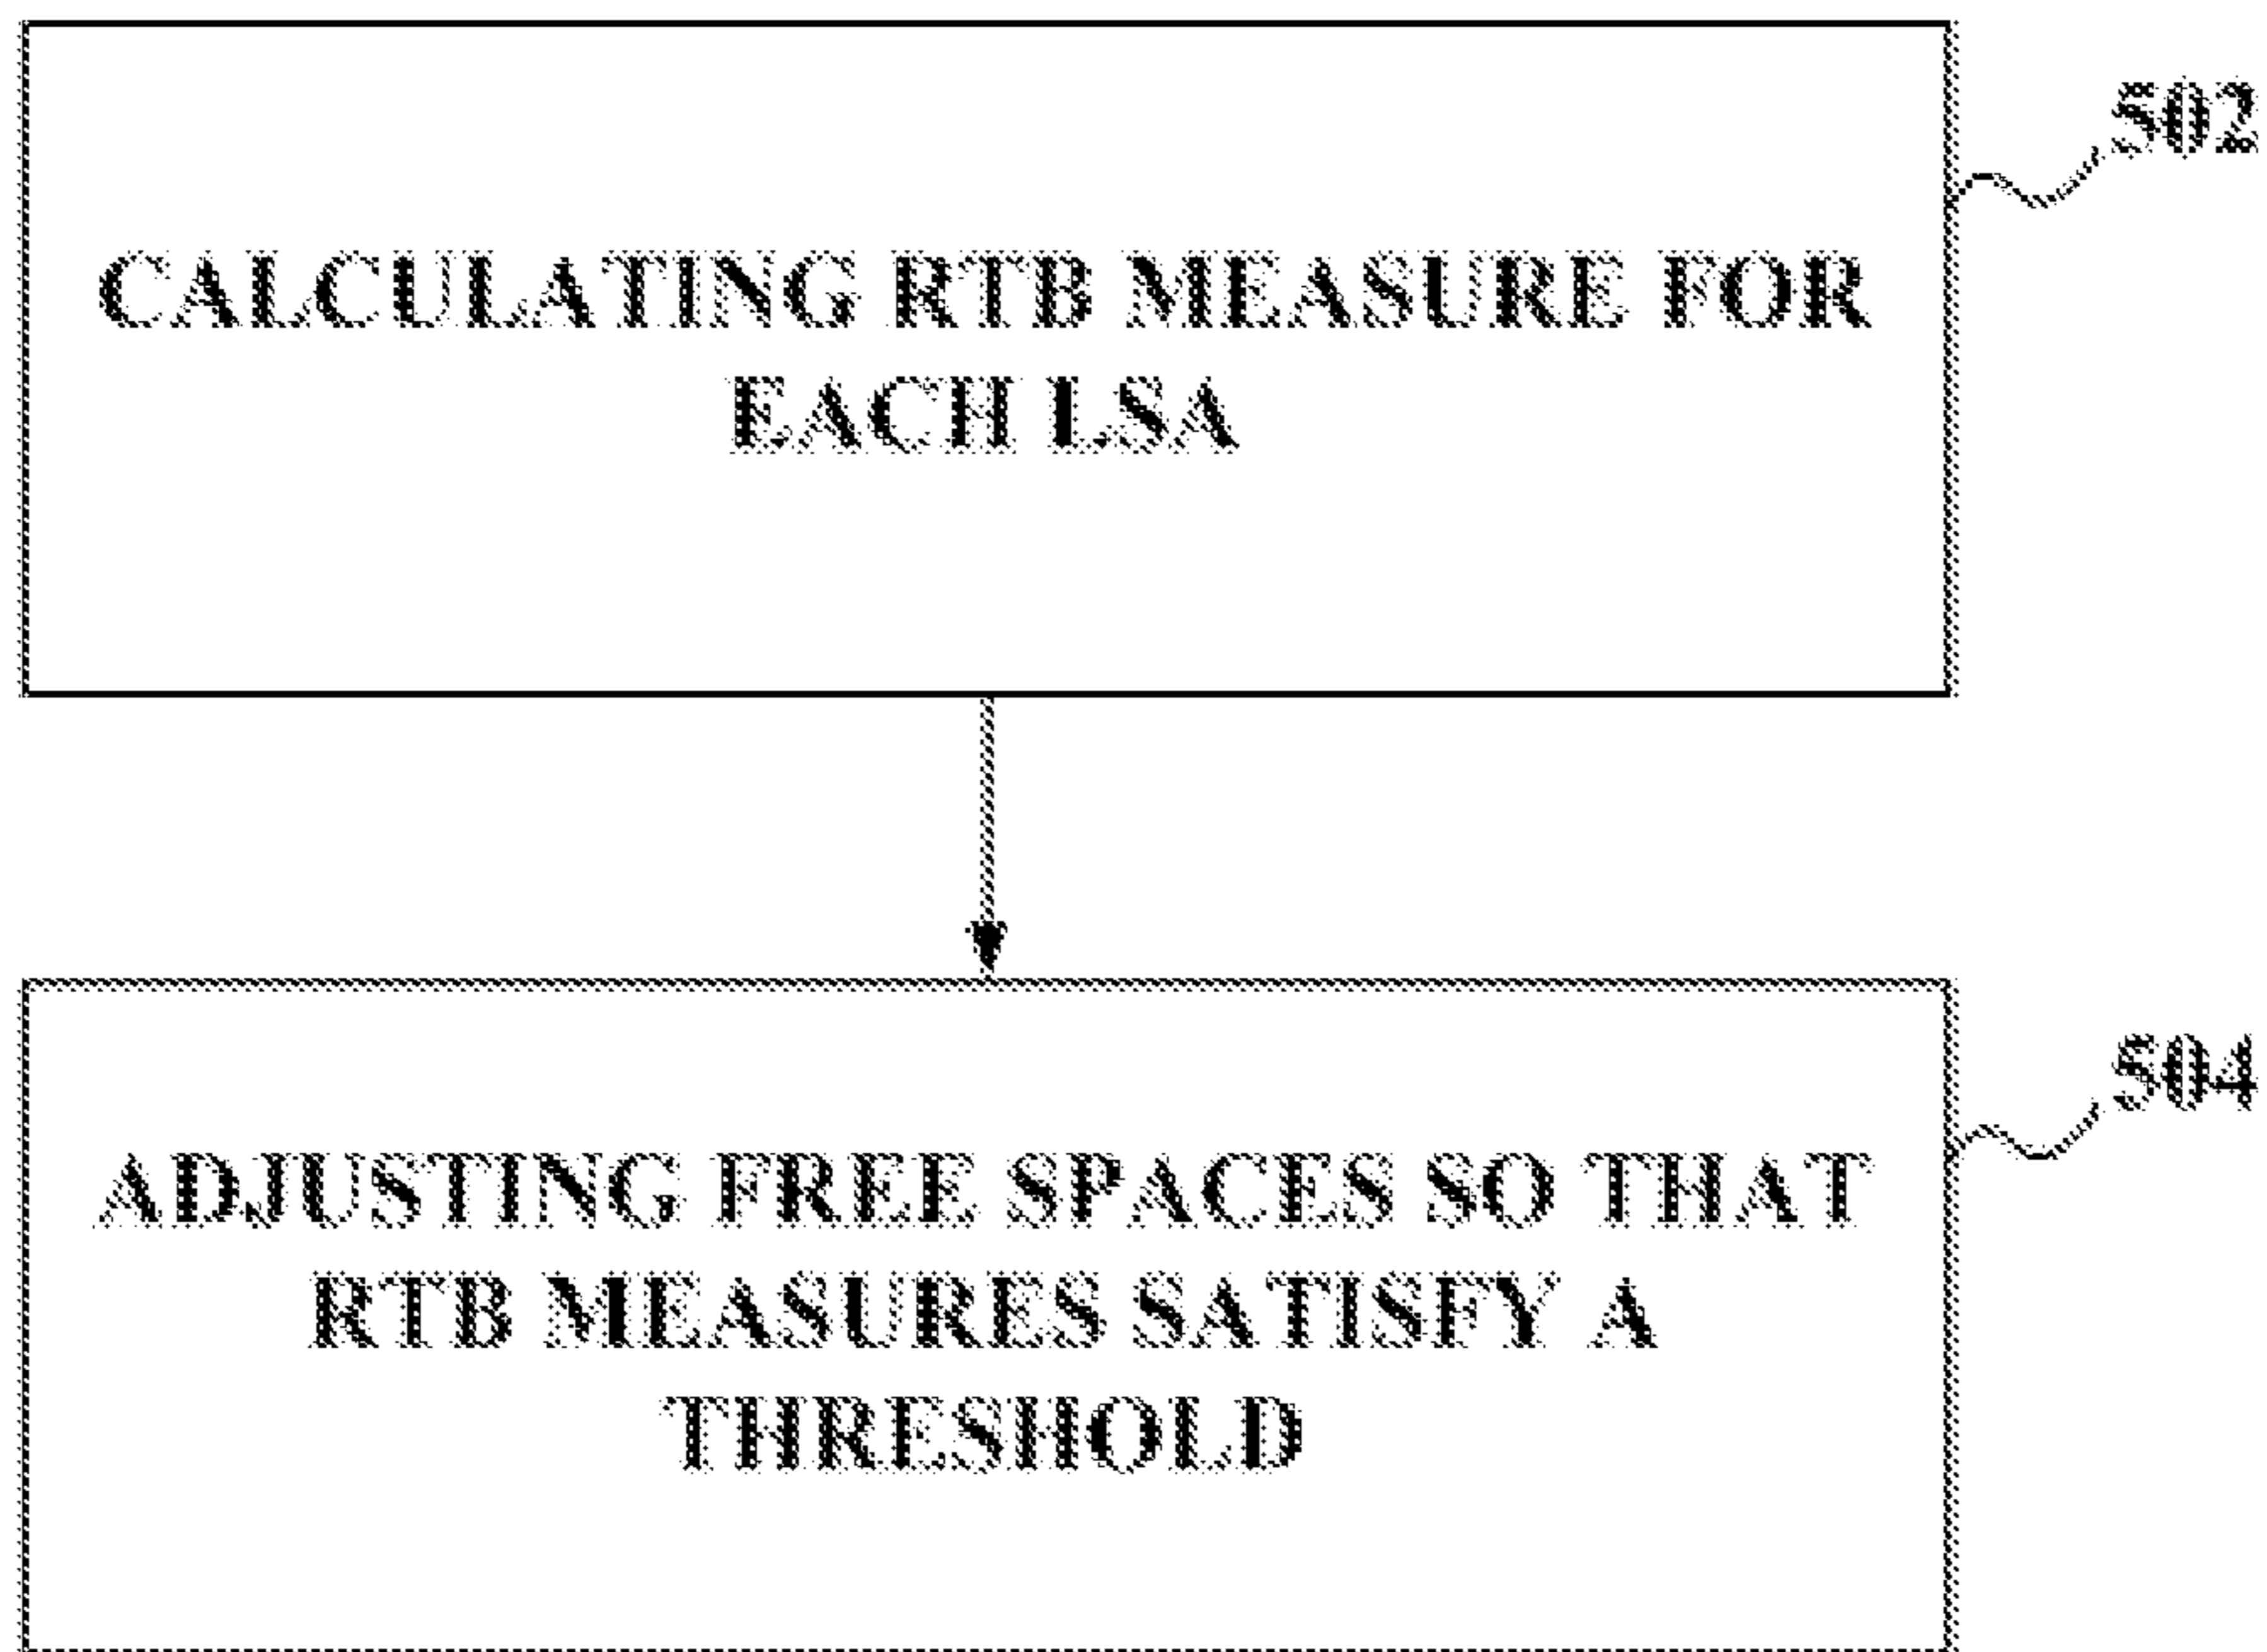 502
CALCULATING RTB MEASURE FOR
EACH LSA
504
ADJUSTING FREE SPACES SO THAT
RTB MEASURES SATISFY A
THRESHOLD